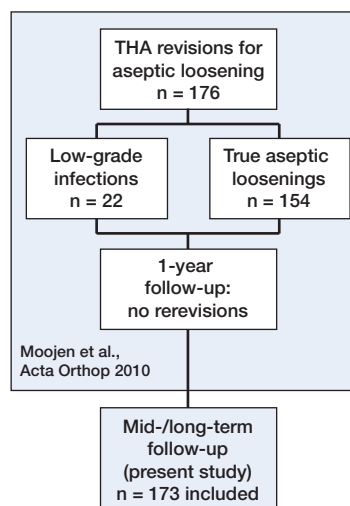 THA revisions for
aseptic loosening
n = 176
Low-grade
infections
n = 22
True aseptic
loosenings
n = 154
1-year
follow-up:
no rerevisions
Moojen et al.,
Acta Orthop 2010
Mid-/long-term
follow-up
(present study)
n = 173 included